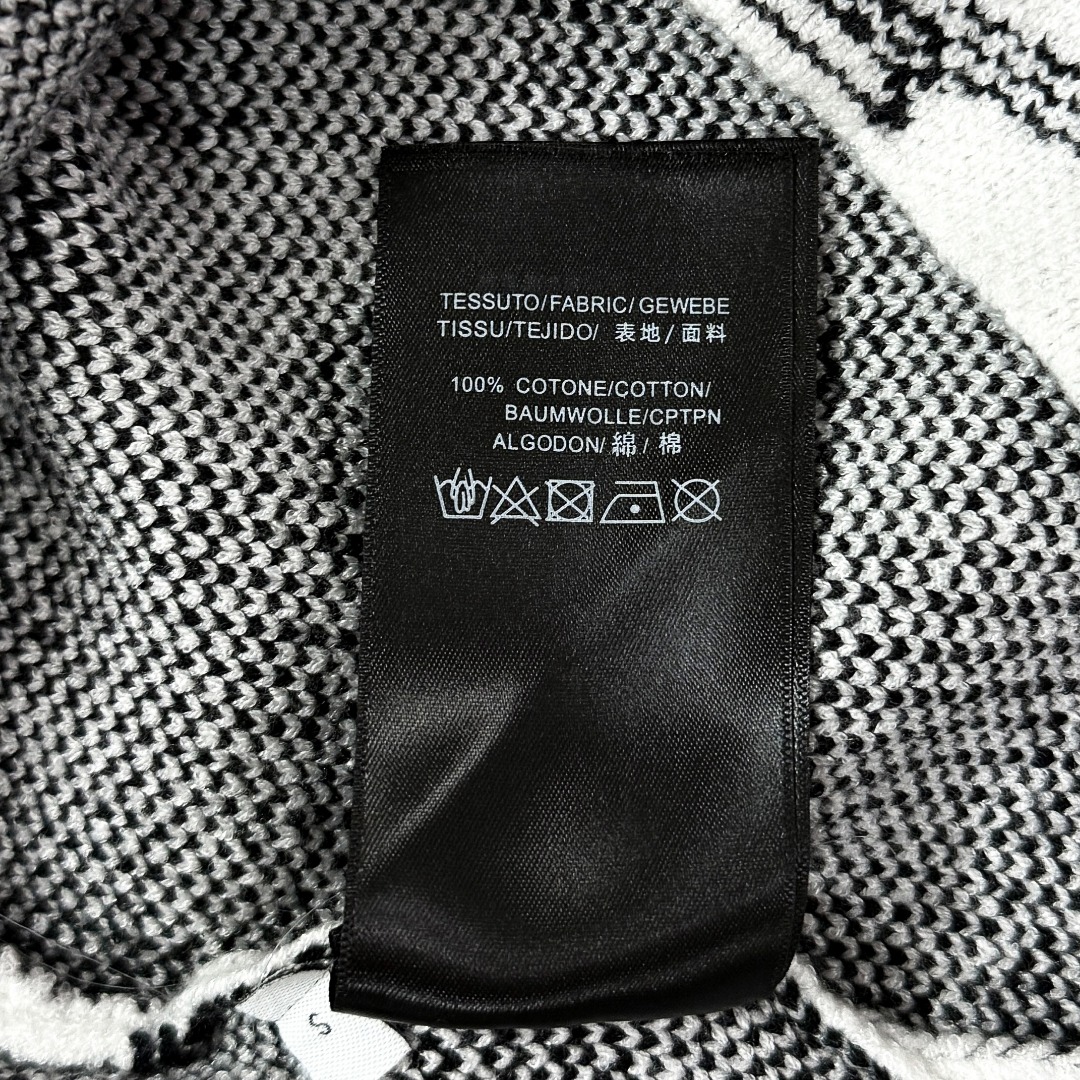 TESSUTO/FABRIC/GEWEBE
TISSU/TEJIDO/ 表地/面料
100% COTONE/COTTON/
BAUMWOLLE/CPTPN
ALGODON/綿/棉
S